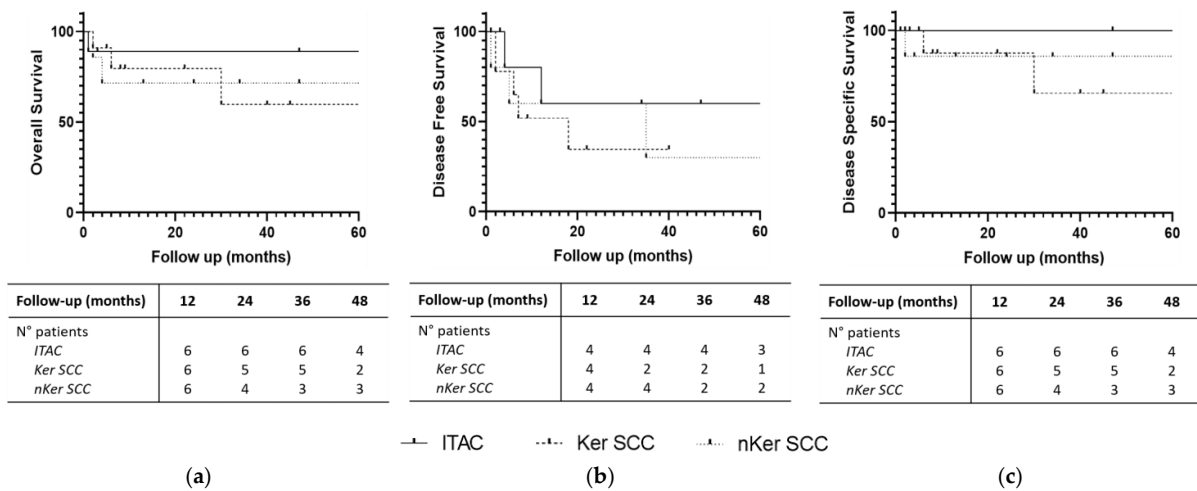 Overall Survival
100
50
0
0 20 40 60
Follow up (months)
Disease Free Survival
100
50
0
0 20 40 60
Follow up (months)
Disease Specific Survival
100
50
0
0 20 40 60
Follow up (months)
Follow-up (months) 12 24 36 48
N° patients
ITAC 6 6 6 4
Ker SCC 6 5 5 2
nKer SCC 6 4 3 3
Follow-up (months) 12 24 36 48
N° patients
ITAC 4 4 4 3
Ker SCC 4 2 2 1
nKer SCC 4 4 2 2
Follow-up (months) 12 24 36 48
N° patients
ITAC 6 6 6 4
Ker SCC 6 5 5 2
nKer SCC 6 4 3 3
ITAC Ker SCC nKer SCC
(a) (b) (c)